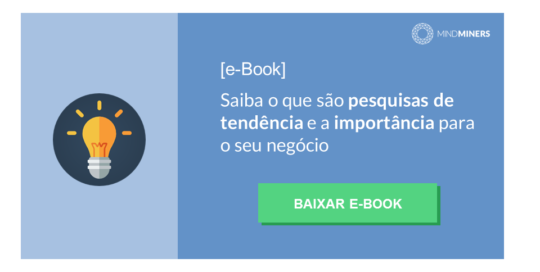 MINDMINERS
[e-Book]
Saiba o que são pesquisas de
tendência e a importância para
o seu negócio
BAIXAR E-BOOK